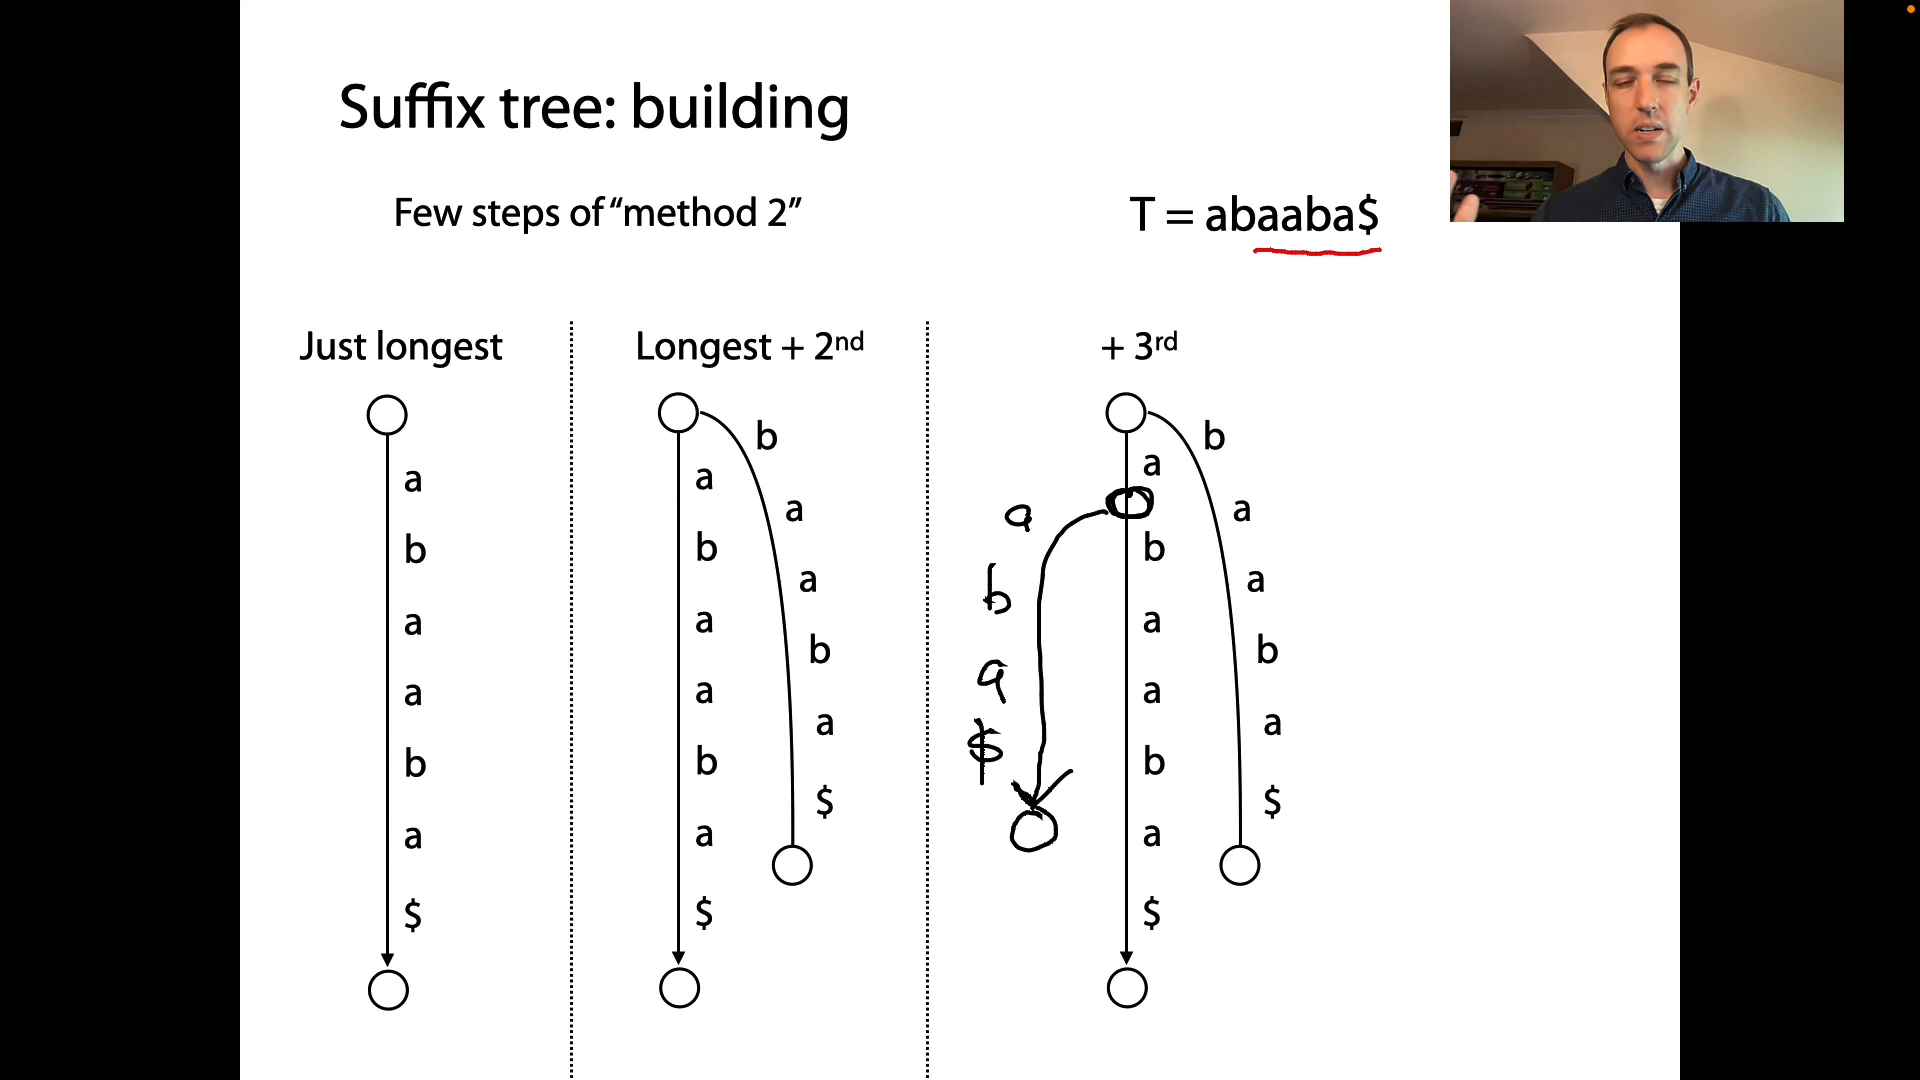 Suffix tree: building
Few steps of “method 2”
T = abaaba$
Just longest
a
b
a
a
b
a
$
Longest + 2nd
a
b
a
a
b
a
$
b
a
a
b
a
$
+ 3rd
a
b
a
$
a
b
a
a
b
a
$
b
a
a
b
a
$